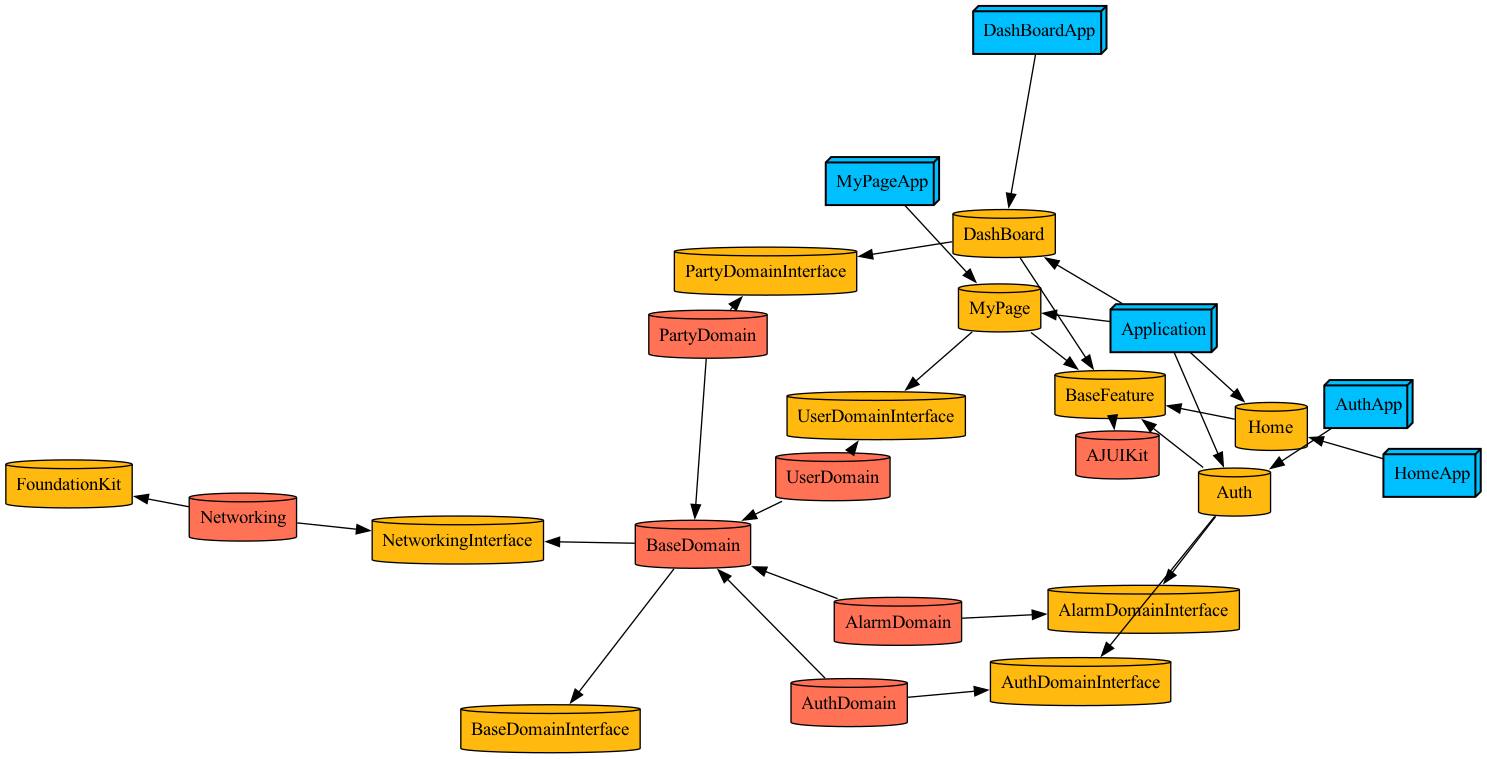 DashBoardApp
MyPageApp
DashBoard
PartyDomainInterface
MyPage
Application
PartyDomain
BaseFeature
AuthApp
UserDomainInterface
Home
AJUIKit
HomeApp
UserDomain
FoundationKit
Auth
Networking
NetworkingInterface
BaseDomain
AlarmDomainInterface
AlarmDomain
AuthDomainInterface
AuthDomain
BaseDomainInterface